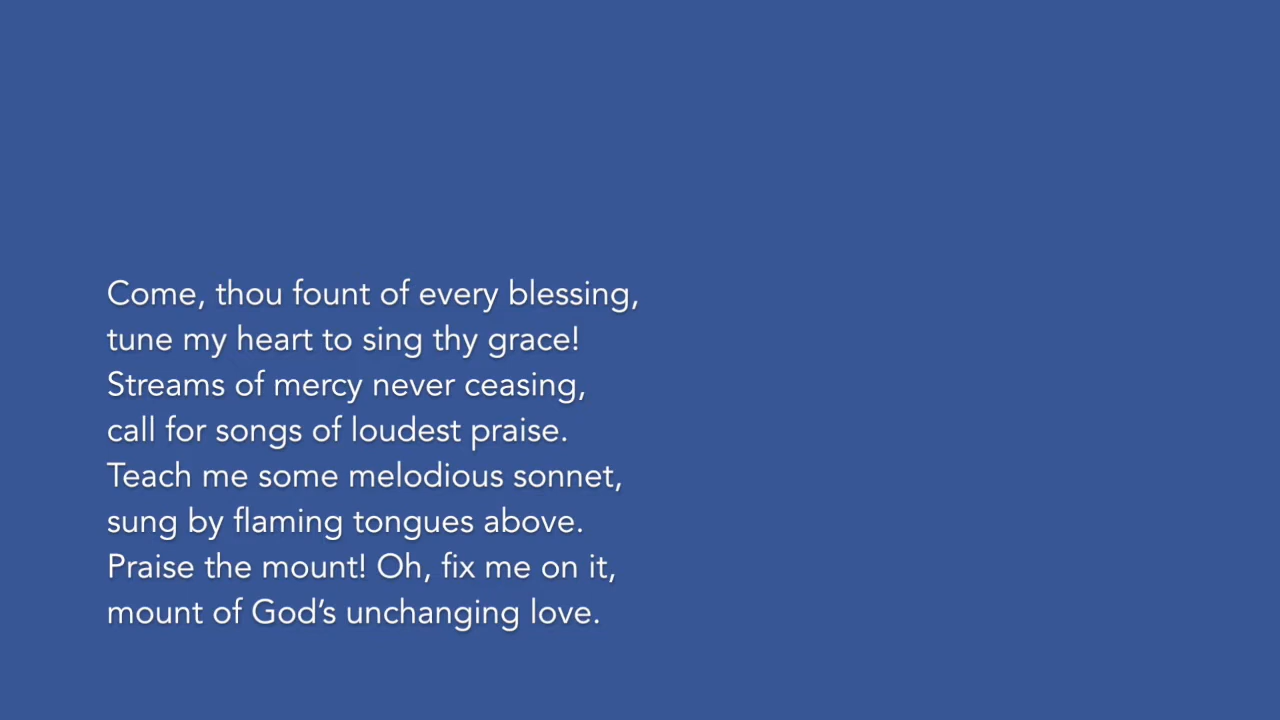 Come, thou fount of every blessing,
tune my heart to sing thy grace!
Streams of mercy never ceasing,
call for songs of loudest praise.
Teach me some melodious sonnet,
sung by flaming tongues above.
Praise the mount! Oh, fix me on it,
mount of God’s unchanging love.